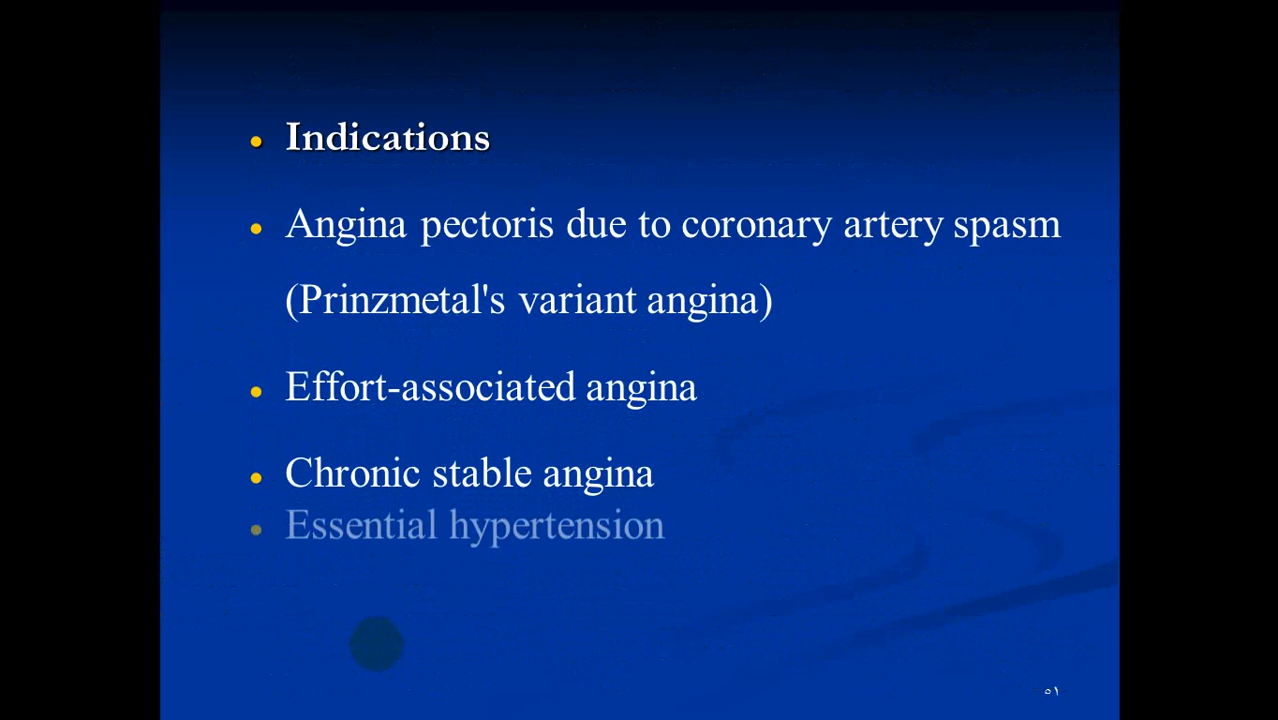 • Indications
• Angina pectoris due to coronary artery spasm
(Prinzmetal's variant angina)
• Effort-associated angina
• Chronic stable angina
• Essential hypertension
٥١